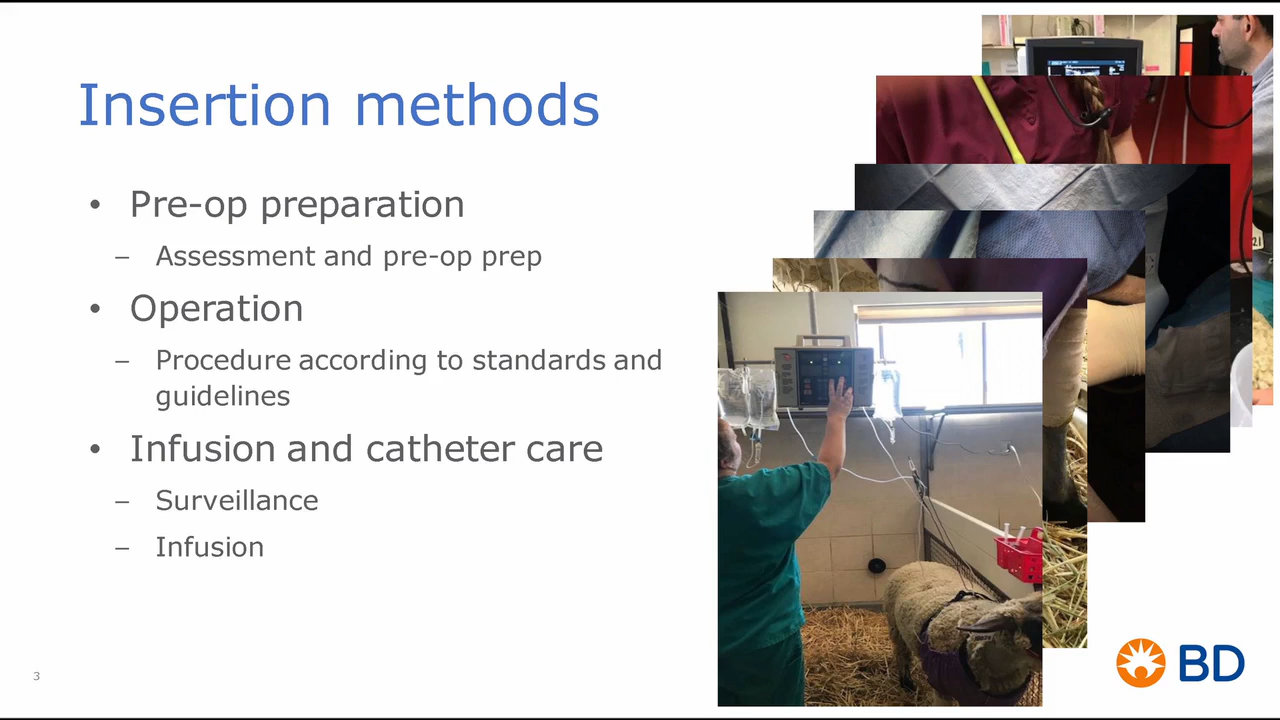 Insertion methods
• Pre-op preparation
– Assessment and pre-op prep
• Operation
– Procedure according to standards and
guidelines
• Infusion and catheter care
– Surveillance
– Infusion
21
3
BD